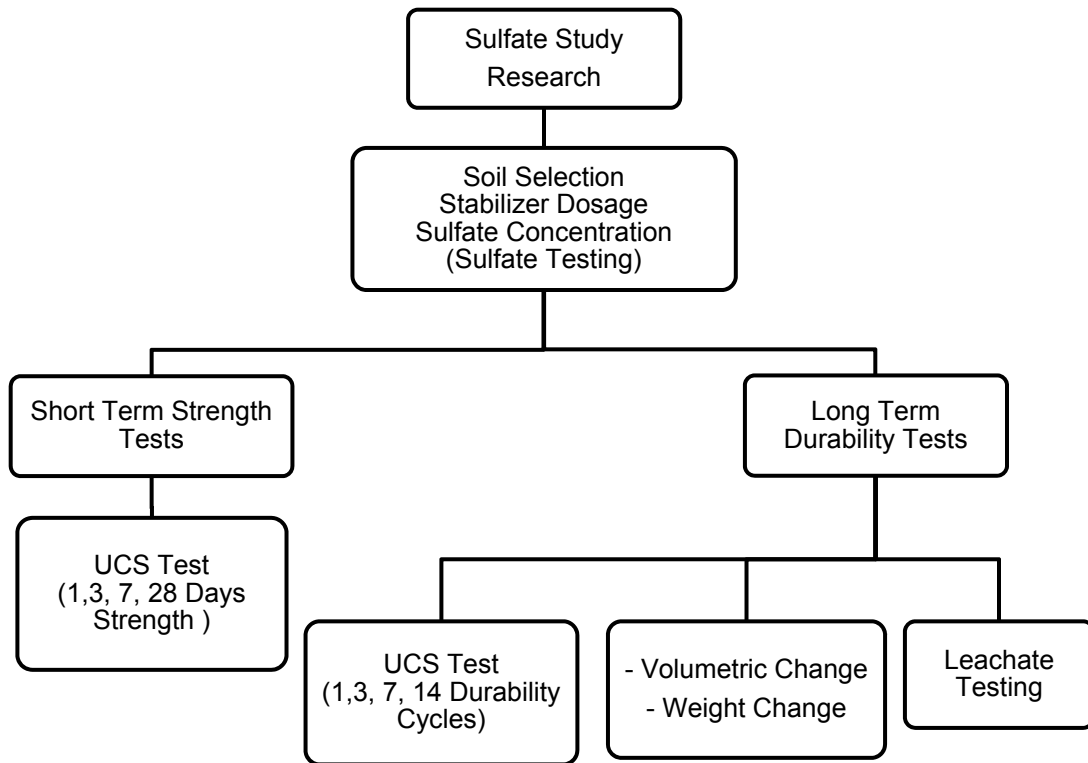 Sulfate Study
Research
Soil Selection
Stabilizer Dosage
Sulfate Concentration
(Sulfate Testing)
Short Term Strength
Tests
Long Term
Durability Tests
UCS Test
(1,3, 7, 28 Days
Strength )
UCS Test
(1,3, 7, 14 Durability
Cycles)
- Volumetric Change
- Weight Change
Leachate
Testing